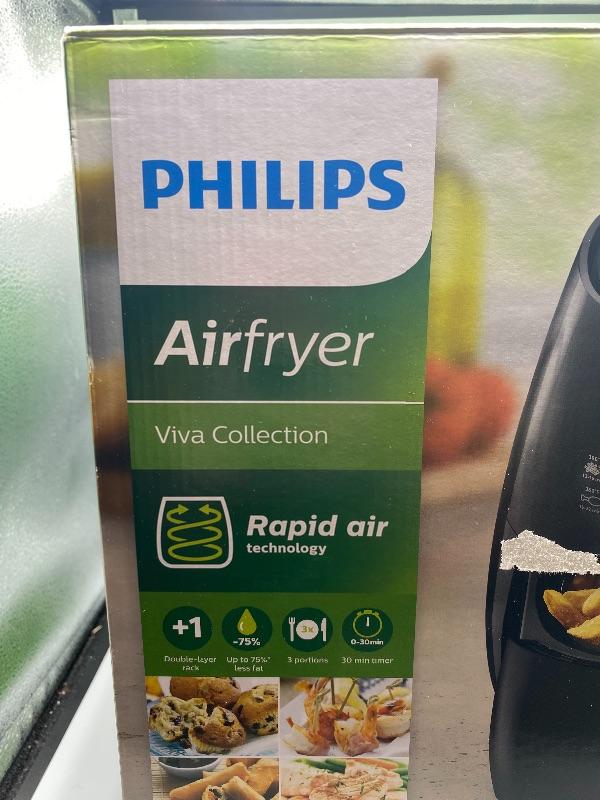 PHILIPS
Airfryer
Viva Collection
Rapid air
technology
+1
-75%
3x
0-30min
Double-layer
rack
Up to 75%*
less fat
3 portions
30 min timer